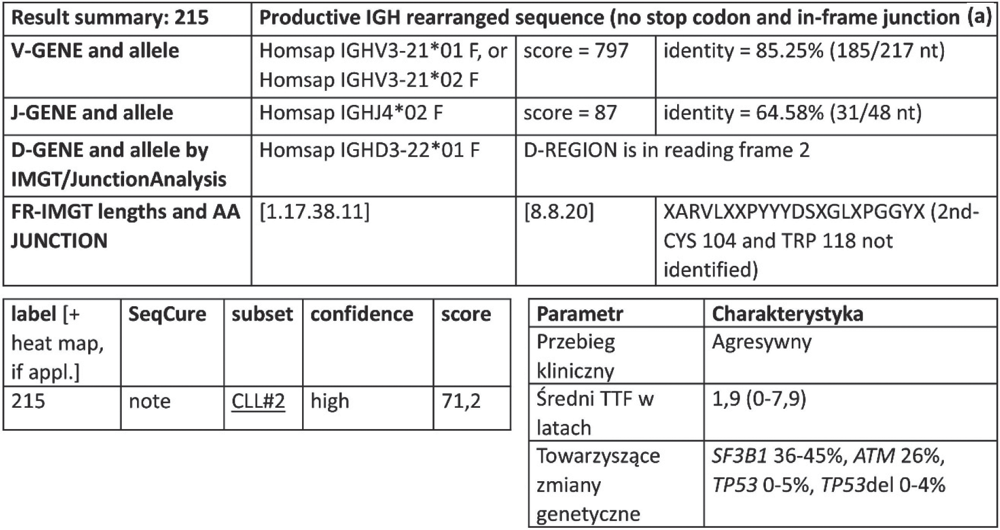 Result summary: 215 Productive IGH rearranged sequence (no stop codon and in-frame junction (a)
V-GENE and allele Homsap IGHV3-21*01 F, or score = 797 identity = 85.25% (185/217 nt)
Homsap IGHV3-21*02 F
J-GENE and allele Homsap IGHJ4*02 F score = 87 identity = 64.58% (31/48 nt)
D-GENE and allele by Homsap IGHD3-22*01 F D-REGION is in reading frame 2
IMGT/JunctionAnalysis
FR-IMGT lengths and AA [1.17.38.11] [8.8.20] XARVLXXPYYYDSXGLXPGGYX (2nd-
JUNCTION CYS 104 and TRP 118 not
identified)
label [+ SeqCure subset confidence score
heat map,
if appl.]
215 note CLL#2 high 71,2
Parametr Charakterystyka
Przebieg Agresywny
kliniczny
Średni TTF w 1,9 (0-7,9)
latach
Towarzyszące SF3B1 36-45%, ATM 26%,
zmiany TP53 0-5%, TP53del 0-4%
genetyczne